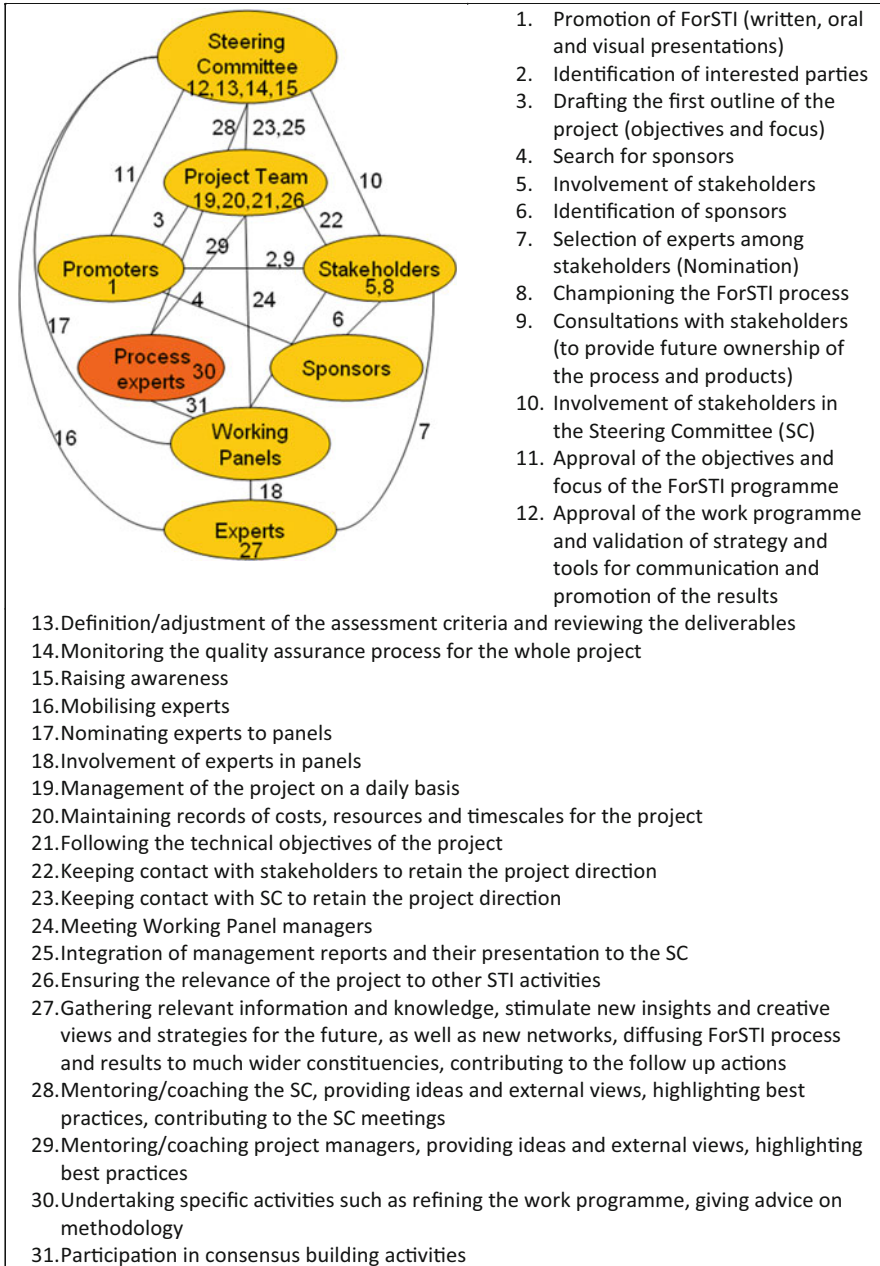 Steering
Committee
12,13,14,15
28
23,25
11
Project Team
19,20,21,26
10
3
22
29
Promoters
1
2,9
Stakeholders
5,8
4
24
6
17
Process
experts
30
Sponsors
31
Working
Panels
16
7
18
Experts
27
1. Promotion of ForSTI (written, oral
and visual presentations)
2. Identification of interested parties
3. Drafting the first outline of the
project (objectives and focus)
4. Search for sponsors
5. Involvement of stakeholders
6. Identification of sponsors
7. Selection of experts among
stakeholders (Nomination)
8. Championing the ForSTI process
9. Consultations with stakeholders
(to provide future ownership of
the process and products)
10. Involvement of stakeholders in
the Steering Committee (SC)
11. Approval of the objectives and
focus of the ForSTI programme
12. Approval of the work programme
and validation of strategy and
tools for communication and
promotion of the results
13.Definition/adjustment of the assessment criteria and reviewing the deliverables
14.Monitoring the quality assurance process for the whole project
15.Raising awareness
16.Mobilising experts
17.Nominating experts to panels
18.Involvement of experts in panels
19.Management of the project on a daily basis
20.Maintaining records of costs, resources and timescales for the project
21.Following the technical objectives of the project
22.Keeping contact with stakeholders to retain the project direction
23.Keeping contact with SC to retain the project direction
24.Meeting Working Panel managers
25.Integration of management reports and their presentation to the SC
26.Ensuring the relevance of the project to other STI activities
27.Gathering relevant information and knowledge, stimulate new insights and creative
views and strategies for the future, as well as new networks, diffusing ForSTI process
and results to much wider constituencies, contributing to the follow up actions
28.Mentoring/coaching the SC, providing ideas and external views, highlighting best
practices, contributing to the SC meetings
29.Mentoring/coaching project managers, providing ideas and external views, highlighting
best practices
30.Undertaking specific activities such as refining the work programme, giving advice on
methodology
31.Participation in consensus building activities